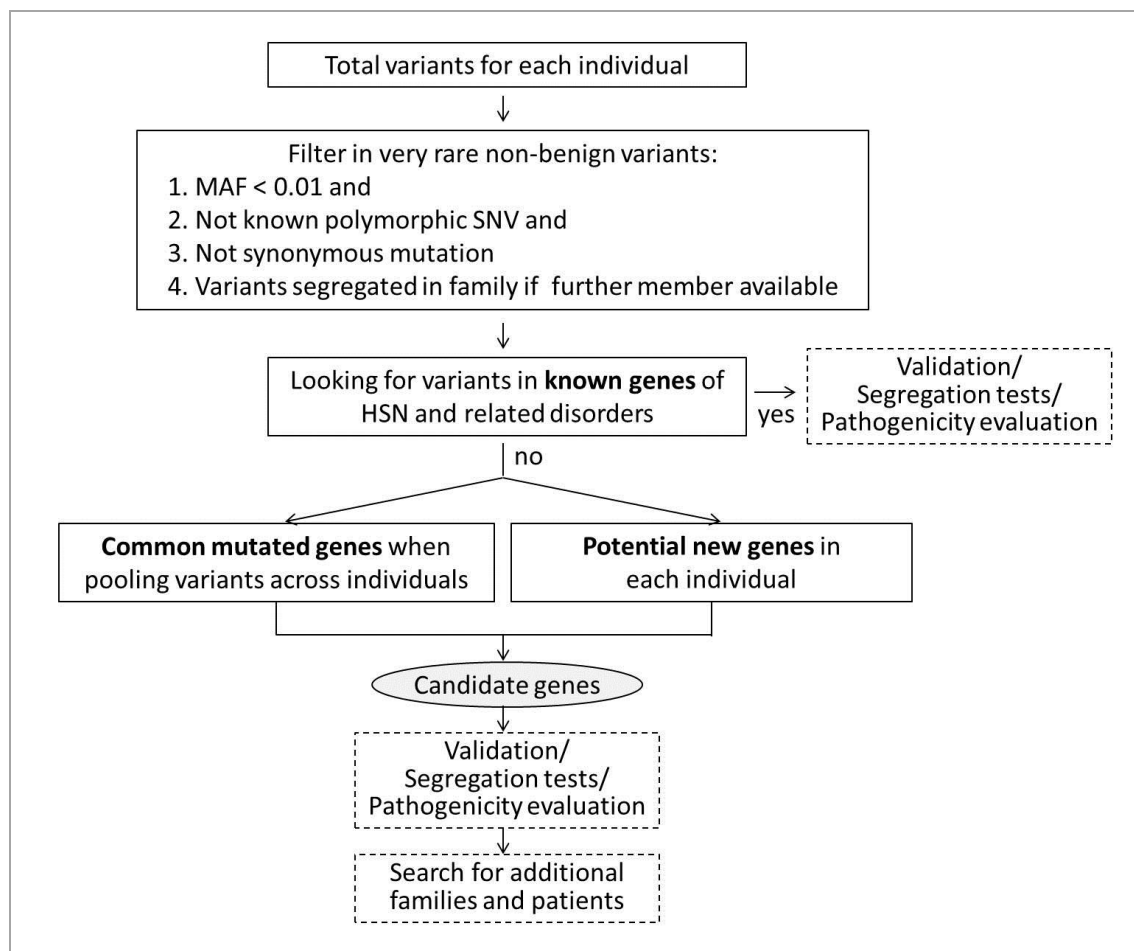 Total variants for each individual
Filter in very rare non-benign variants:
1. MAF < 0.01 and
2. Not known polymorphic SNV and
3. Not synonymous mutation
4. Variants segregated in family if  further member available
Looking for variants in known genes of
HSN and related disorders
yes
Validation/
Segregation tests/
Pathogenicity evaluation
no
Common mutated genes when
pooling variants across individuals
Potential new genes in
each individual
Candidate genes
Validation/
Segregation tests/
Pathogenicity evaluation
Search for additional
families and patients